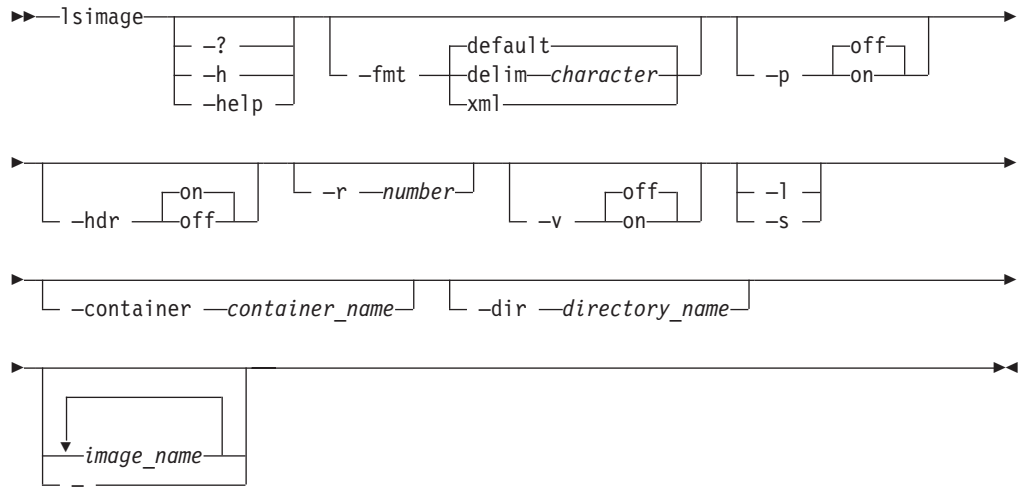 lsimage
–?
–h
–help
–fmt
default
delim character
xml
–p
off
on
–hdr
on
off
–r number
–v
off
on
–l
–s
–container container_name
–dir directory_name
image_name
–